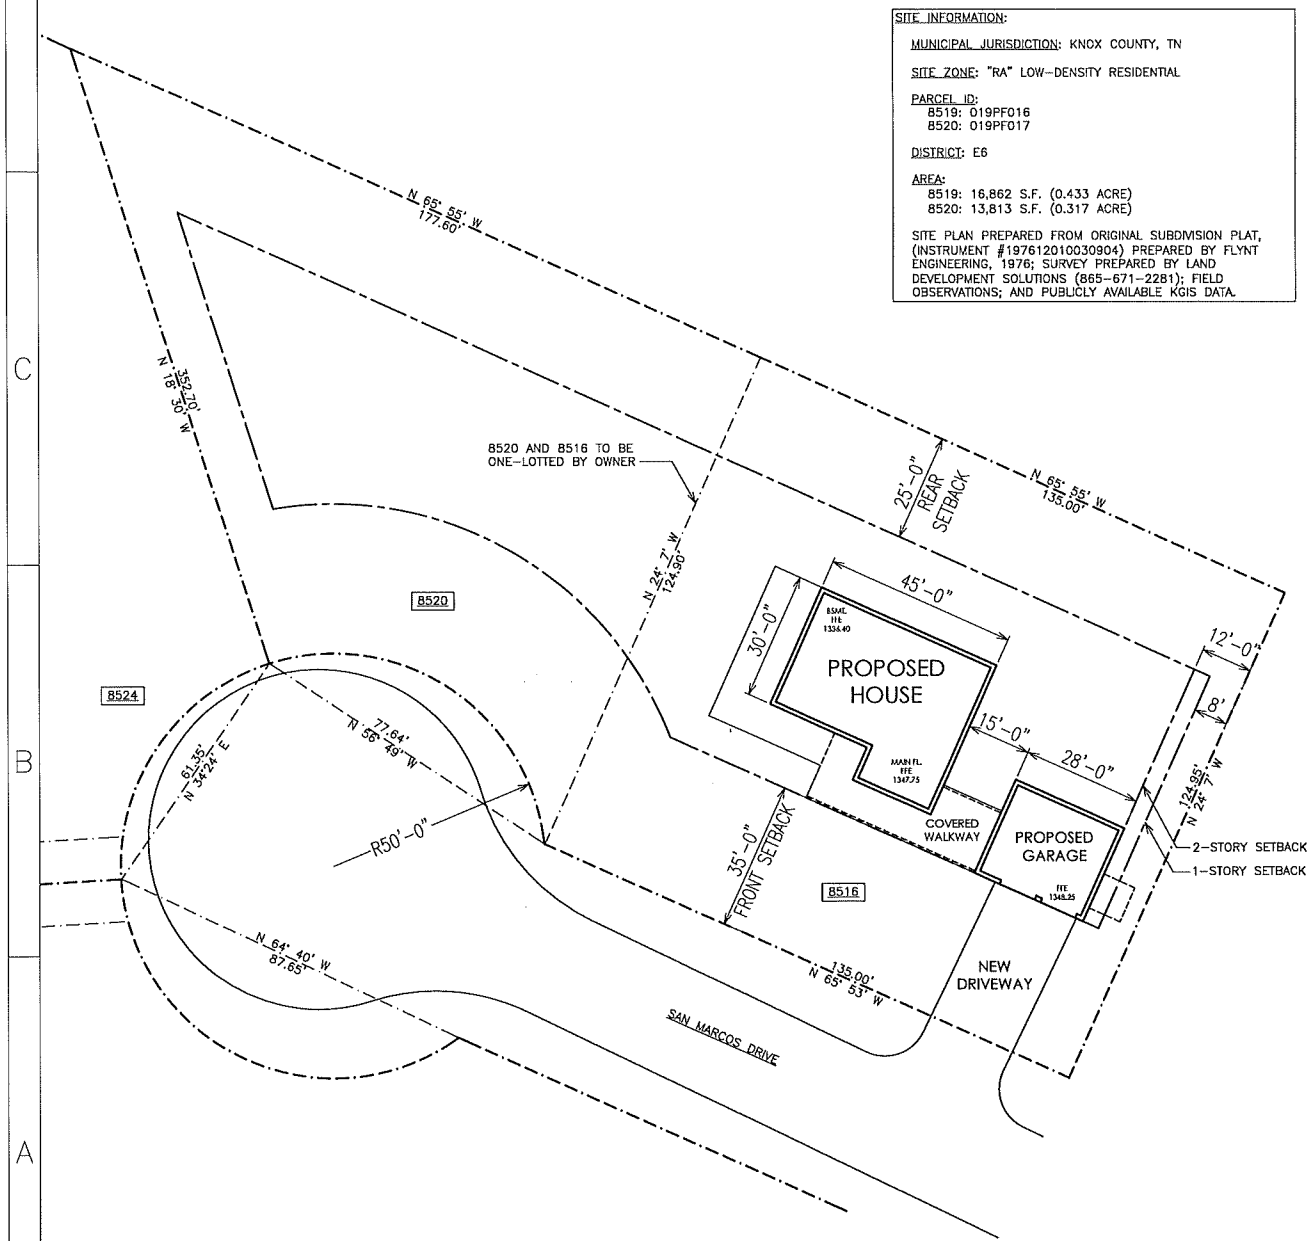 SITE INFORMATION:
MUNICIPAL JURISDICTION: KNOX COUNTY, TN
SITE ZONE: "RA" LOW-DENSITY RESIDENTIAL
PARCEL ID:
8519: 019PF016
8520: 019PF017
DISTRICT: E6
AREA:
8519: 16,862 S.F. (0.433 ACRE)
8520: 13,813 S.F. (0.317 ACRE)
SITE PLAN PREPARED FROM ORIGINAL SUBDIVISION PLAT,
(INSTRUMENT #197612010030904) PREPARED BY FLYNT
ENGINEERING, 1976; SURVEY PREPARED BY LAND
DEVELOPMENT SOLUTIONS (865-671-2281); FIELD
OBSERVATIONS; AND PUBLICLY AVAILABLE KGIS DATA.
N 65° 55' W
177.60'
C
352.70'
N 18° 30' W
8520 AND 8516 TO BE
ONE-LOTTED BY OWNER
25'-0"
REAR
SETBACK
N 65° 55' W
135.00'
N 24° 7' W
124.90'
8520
45'-0"
30'-0"
BSMT.
FFE
1336.40
PROPOSED
HOUSE
12'-0"
8'
8524
77.64'
N 56° 49' W
61.35'
N 34°24' E
B
15'-0"
28'-0"
MAIN FL.
FFE
1347.75
124.95'
N 24° 7' W
R50'-0"
35'-0"
FRONT SETBACK
COVERED
WALKWAY
PROPOSED
GARAGE
FFE
1348.25
2-STORY SETBACK
1-STORY SETBACK
8516
N 64° 40' W
87.65'
135.00'
N 65° 53' W
NEW
DRIVEWAY
SAN MARCOS DRIVE
A